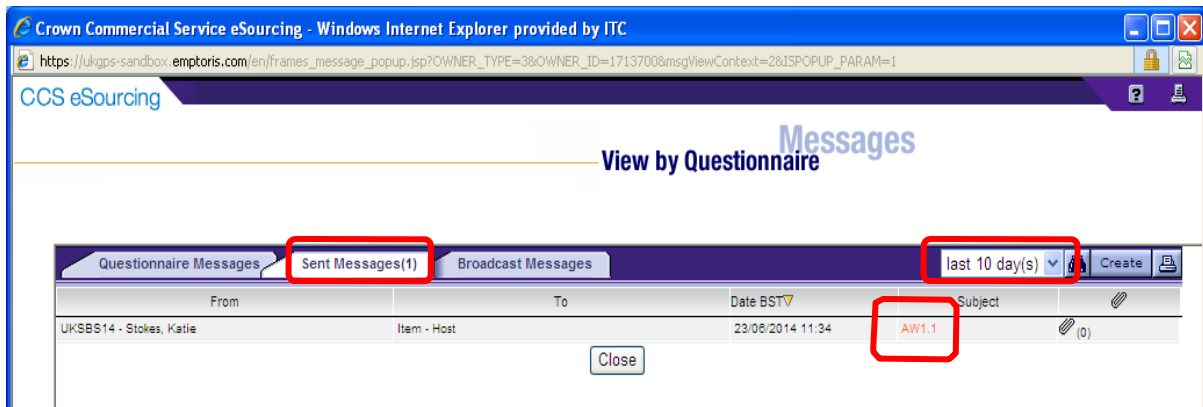 Crown Commercial Service eSourcing - Windows Internet Explorer provided by ITC
https://ukgps-sandbox.emptoris.com/en/frames_message_popup.jsp?OWNER_TYPE=3&OWNER_ID=1713700&msgViewContext=2&ISPOPUP_PARAM=1
CCS eSourcing
Messages
View by Questionnaire
Questionnaire Messages Sent Messages(1) Broadcast Messages last 10 day(s) Create
From To Date BST Subject
UKSBS14 - Stokes, Katie Item - Host 23/06/2014 11:34 AW1.1 (0)
Close